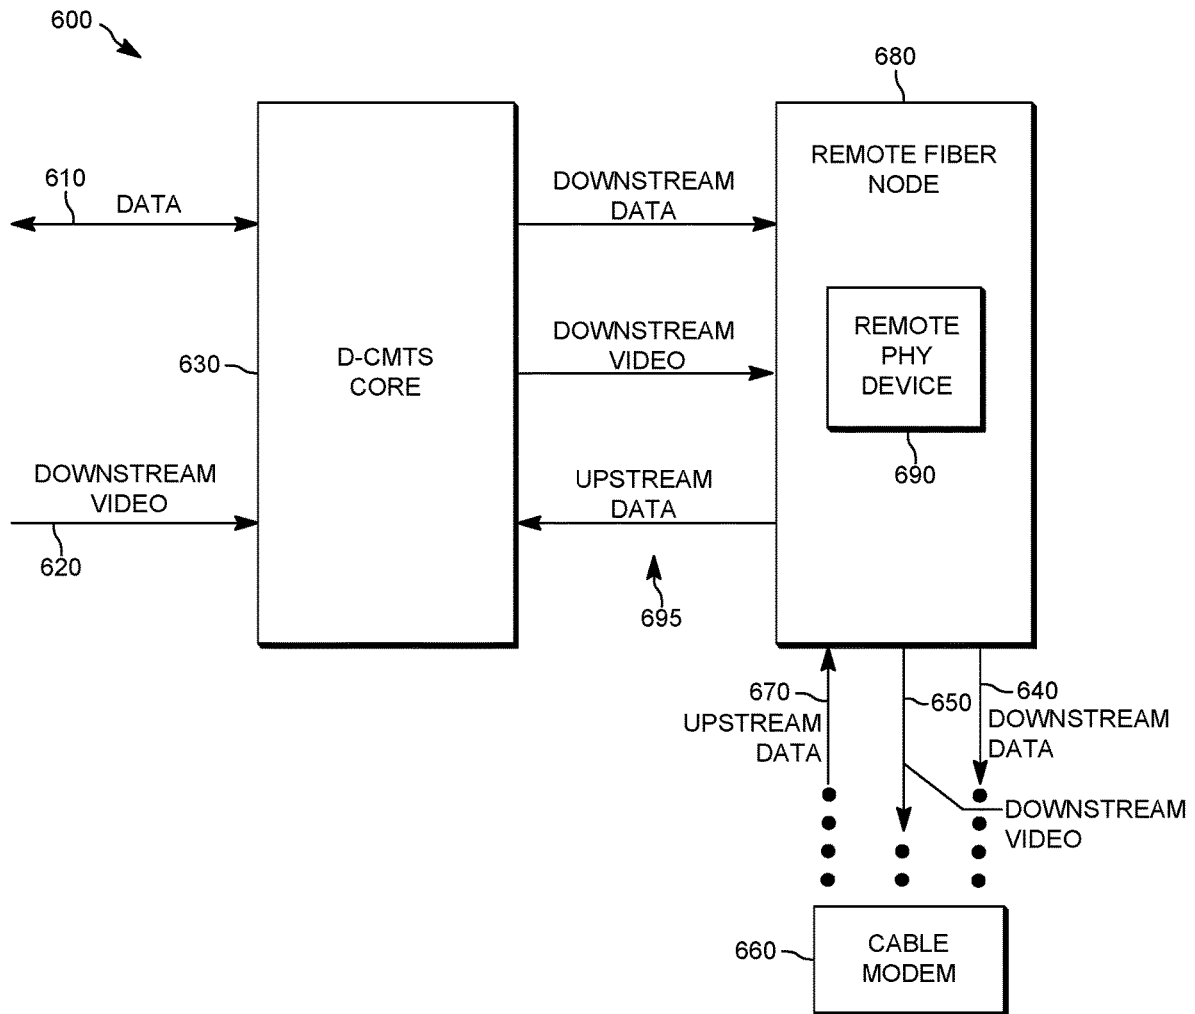 600
680
REMOTE FIBER
NODE
610
DATA
DOWNSTREAM
DATA
630
D-CMTS
CORE
DOWNSTREAM
VIDEO
REMOTE
PHY
DEVICE
690
DOWNSTREAM
VIDEO
620
UPSTREAM
DATA
695
670
UPSTREAM
DATA
650
640
DOWNSTREAM
DATA
DOWNSTREAM
VIDEO
660
CABLE
MODEM